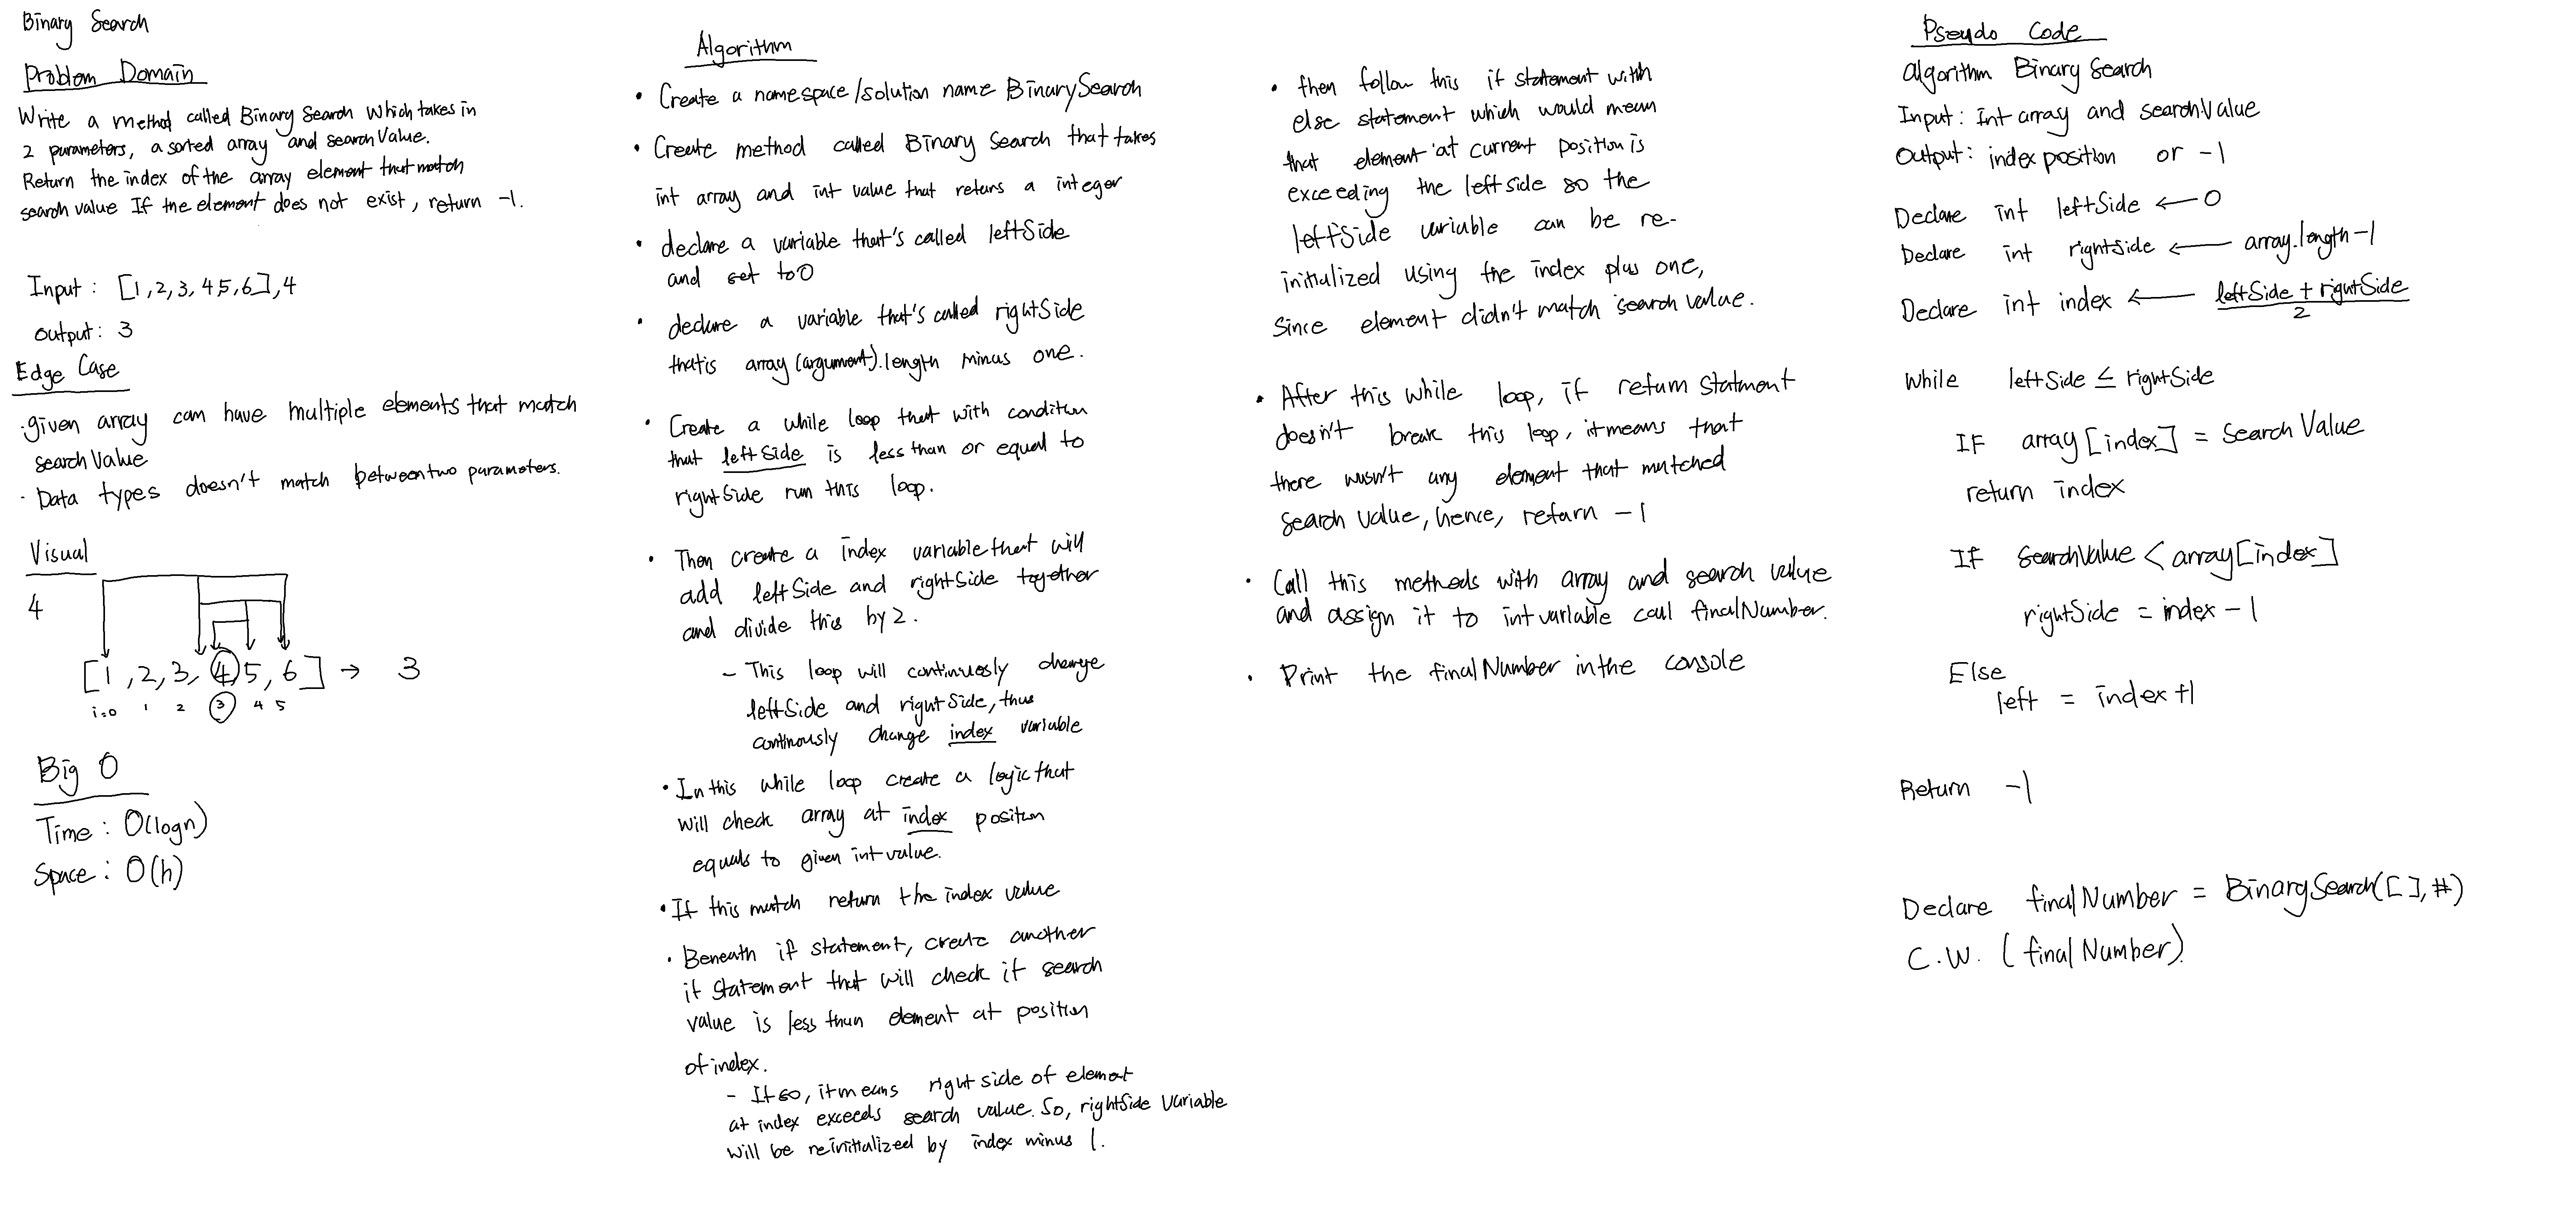 Binary Search
Problem Domain
Write a method called Binary Search which takes in
2 parameters, a sorted array and searchValue.
Return the index of the array element that match
search value If the element does not exist, return -1.
Input : [1,2,3,45,6],4
output: 3
Edge Case
· given array can have multiple elements that match
searchValue
· Data types doesn't match between two parameters.
Visual
4
[1,2,3,4,5,6] → 3
i=0 1 2 3 4 5
Big O
Time : O(logn)
Space : O(h)
Algorithm
• Create a namespace/solution name BinarySearch
• Create method called Binary Search that takes
int array and int value that returs a integer
• declare a variable that's called leftSide
and set to 0
• declare a variable that's called rightSide
that is array (argument).length minus one.
• Create a while loop that with condition
that leftSide is less than or equal to
rightSide run this loop.
• Then create a index variable that will
add leftSide and rightSide together
and divide this by 2.
- This loop will continuosly change
leftSide and rightSide, thus
continously change index variable
• In this while loop create a logic that
will check array at index position
equals to given int value.
• If this match return the index value
• Beneath if statement, create another
if statement that will check if search
value is less than element at position
of index.
- If so, it means right side of element
at index exceeds search value. So, rightSide variable
will be reinitialized by index minus 1.
• then follow this if statement with
else statement which would mean
that element at current position is
exceeding the left side so the
leftSide variable can be re-
initialized using the index plus one,
since element didn't match search value.
• After this while loop, if return statment
doesn't break this loop, it means that
there wasn't any element that matched
search value, hence, return -1
• Call this methods with array and search value
and assign it to int variable call finalNumber.
• Print the finalNumber in the console
Pseudo Code
algorithm Binary Search
Input : Int array and searchValue
Output : index position or -1
Declare int leftSide ← 0
Declare int rightside ← array.length-1
Declare int index ← leftSide + rightSide
2
While leftSide ≤ rightSide
IF array[index] = Search Value
return index
If SearchValue < array[index]
rightSide = index - 1
Else
left = index +1
Return -1
Declare finalNumber = BinarySearch([ ],#)
C.W. (finalNumber)